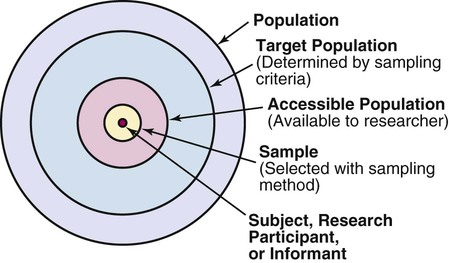 Population
Target Population
(Determined by sampling
criteria)
Accessible Population
(Available to researcher)
Sample
(Selected with sampling
method)
Subject, Research
Participant,
or Informant